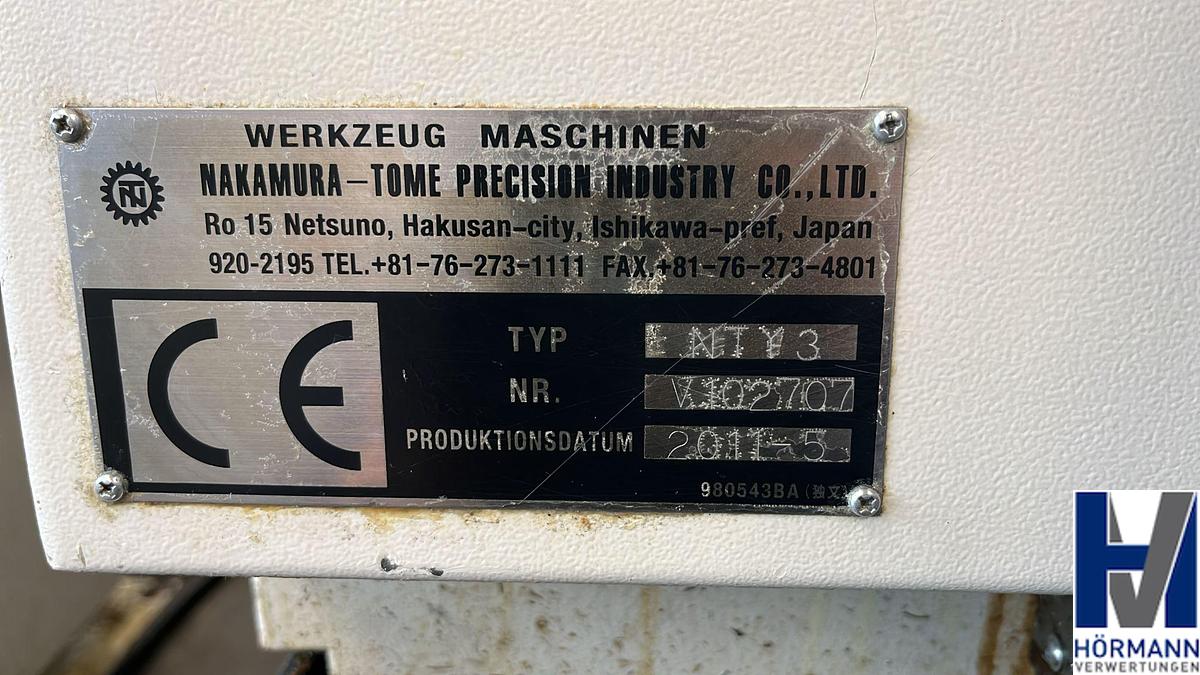 WERKZEUG MASCHINEN
NAKAMURA-TOME PRECISION INDUSTRY CO.,LTD.
Ro 15 Netsuno, Hakusan-city, Ishikawa-pref, Japan
920-2195 TEL.+81-76-273-1111 FAX.+81-76-273-4801
CE
TYP NTY3
NR. V102707
PRODUKTIONSDATUM 2011-5
980543BA (独文)
HÖRMANN
VERWERTUNGEN